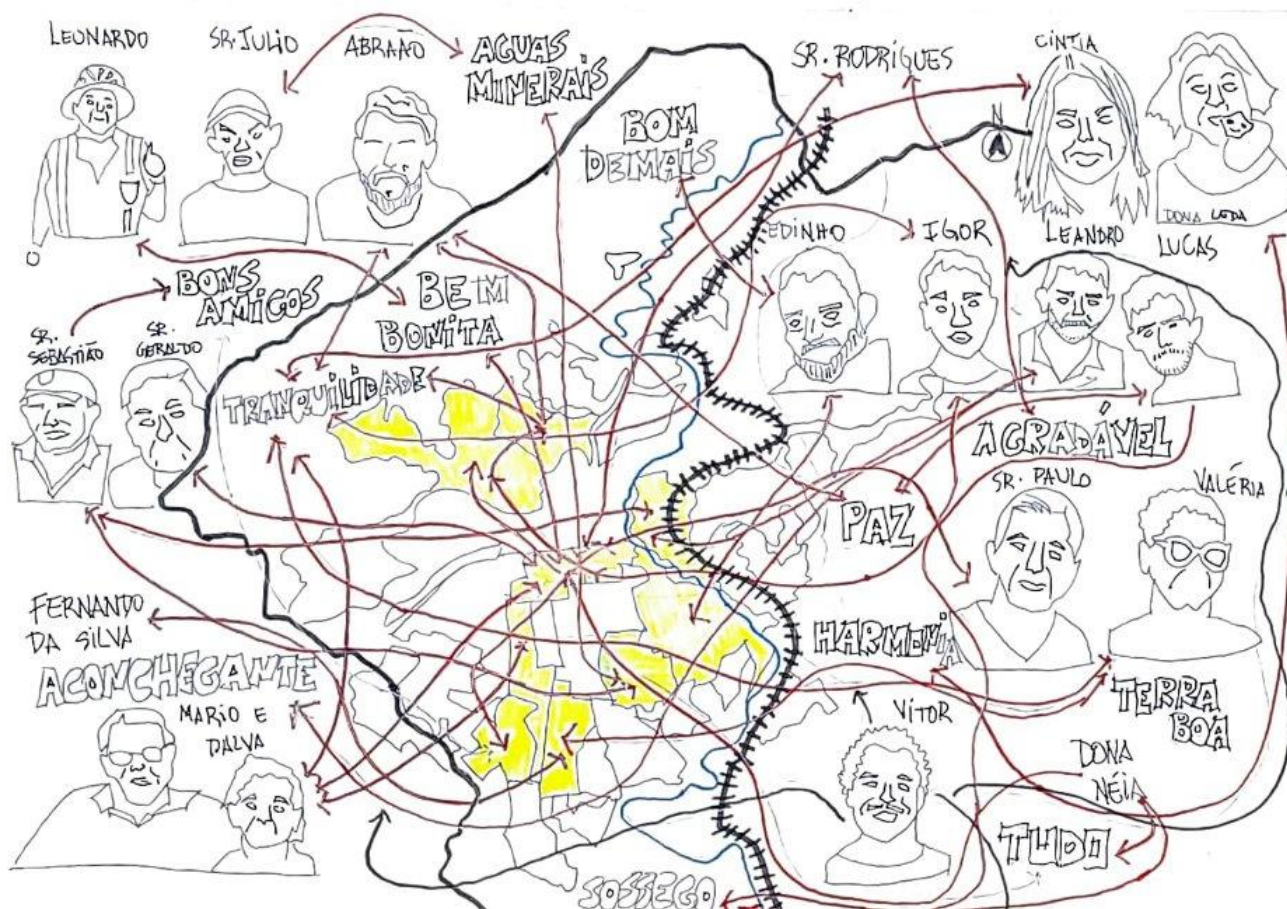 LEONARDO
SR. JULIO
ABRAÃO
AGUAS
MINERAIS
SR. RODRIGUES
CINTIA
BOM
DEMAIS
N
DONA LEDA
EDINHO
IGOR
LEANDRO
LUCAS
BONS
AMIGOS
BEM
BONITA
SR.
SEBASTIÃO
SR.
GERALDO
TRANQUILIDADE
AGRADÁVEL
SR. PAULO
VALÉRIA
PAZ
FERNANDO
DA SILVA
ACONCHEGANTE
HARMONIA
MARIO E
DALVA
VITOR
TERRA
BOA
DONA
NÉIA
TUDO
SOSSEGO